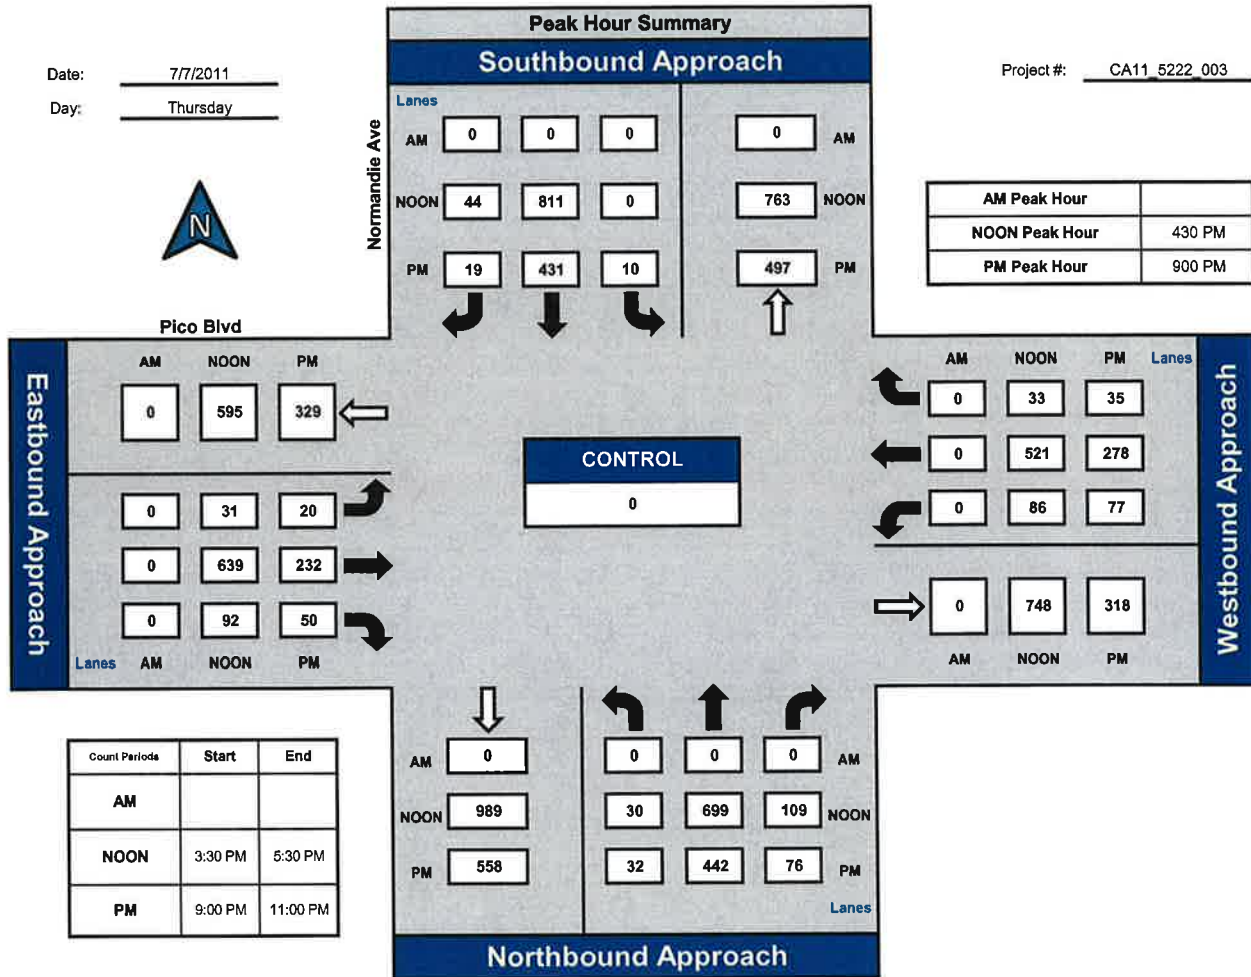 Peak Hour Summary
Southbound Approach
Date: 7/7/2011
Day: Thursday
Project #: CA11_5222_003
N
Normandie Ave
Lanes
AM 0 0 0 0 AM
NOON 44 811 0 763 NOON
PM 19 431 10 497 PM
AM Peak Hour
NOON Peak Hour 430 PM
PM Peak Hour 900 PM
Pico Blvd
Eastbound Approach
AM NOON PM
0 595 329
0 31 20
0 639 232
0 92 50
Lanes AM NOON PM
CONTROL
0
AM NOON PM Lanes
0 33 35
0 521 278
0 86 77
0 748 318
AM NOON PM
Westbound Approach
AM 0 0 0 0 AM
NOON 989 30 699 109 NOON
PM 558 32 442 76 PM
Lanes
Northbound Approach
Count Periods Start End
AM
NOON 3:30 PM 5:30 PM
PM 9:00 PM 11:00 PM